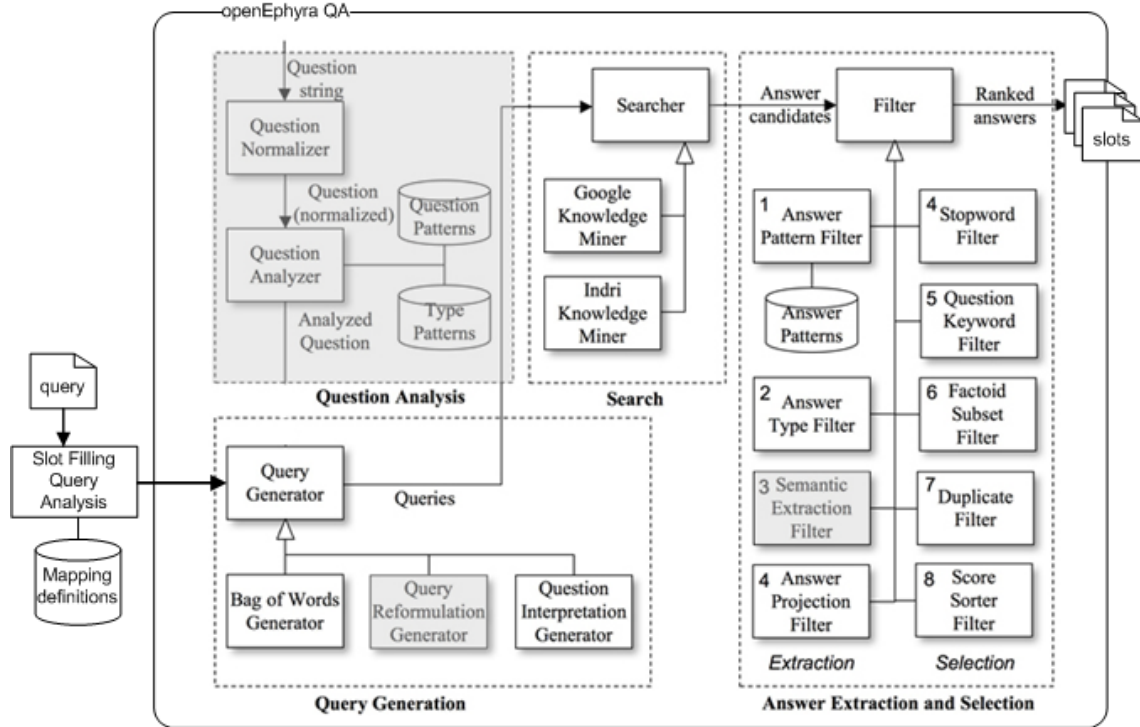 openEphyra QA
Question
string
Question
Normalizer
Question
(normalized)
Question
Patterns
Question
Analyzer
Type
Patterns
Analyzed
Question
Question Analysis
Searcher
Google
Knowledge
Miner
Indri
Knowledge
Miner
Search
Answer
candidates
Filter
Ranked
answers
slots
1 Answer
Pattern Filter
Answer
Patterns
2 Answer
Type Filter
3 Semantic
Extraction
Filter
4 Answer
Projection
Filter
Extraction
4 Stopword
Filter
5 Question
Keyword
Filter
6 Factoid
Subset
Filter
7 Duplicate
Filter
8 Score
Sorter
Filter
Selection
Answer Extraction and Selection
query
Slot Filling
Query
Analysis
Mapping
definitions
Query
Generator
Queries
Bag of Words
Generator
Query
Reformulation
Generator
Question
Interpretation
Generator
Query Generation